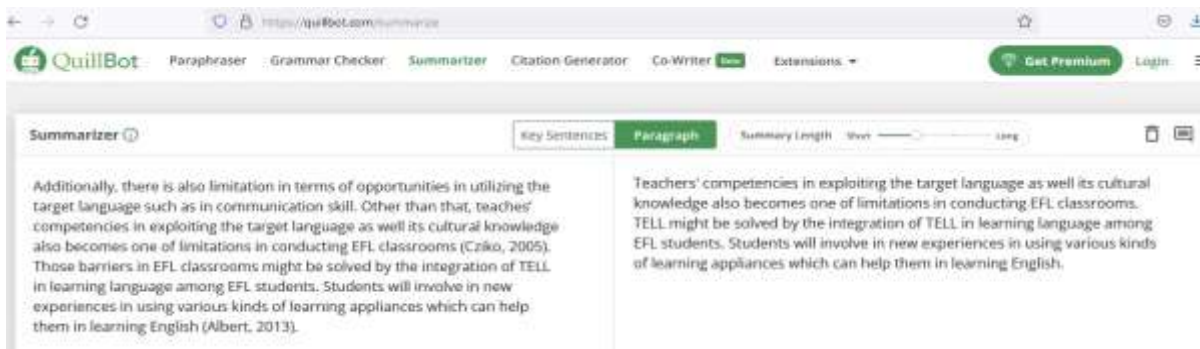 https://quillbot.com/summarize
QuillBot Paraphraser Grammar Checker Summarizer Citation Generator Co-Writer New Extensions Get Premium Login
Summarizer Key Sentences Paragraph Summary Length Short Long
Additionally, there is also limitation in terms of opportunities in utilizing the
target language such as in communication skill. Other than that, teaches'
competencies in exploiting the target language as well its cultural knowledge
also becomes one of limitations in conducting EFL classrooms (Cziko, 2005).
Those barriers in EFL classrooms might be solved by the integration of TELL
in learning language among EFL students. Students will involve in new
experiences in using various kinds of learning appliances which can help
them in learning English (Albert, 2013).
Teachers' competencies in exploiting the target language as well its cultural
knowledge also becomes one of limitations in conducting EFL classrooms.
TELL might be solved by the integration of TELL in learning language among
EFL students. Students will involve in new experiences in using various kinds
of learning appliances which can help them in learning English.